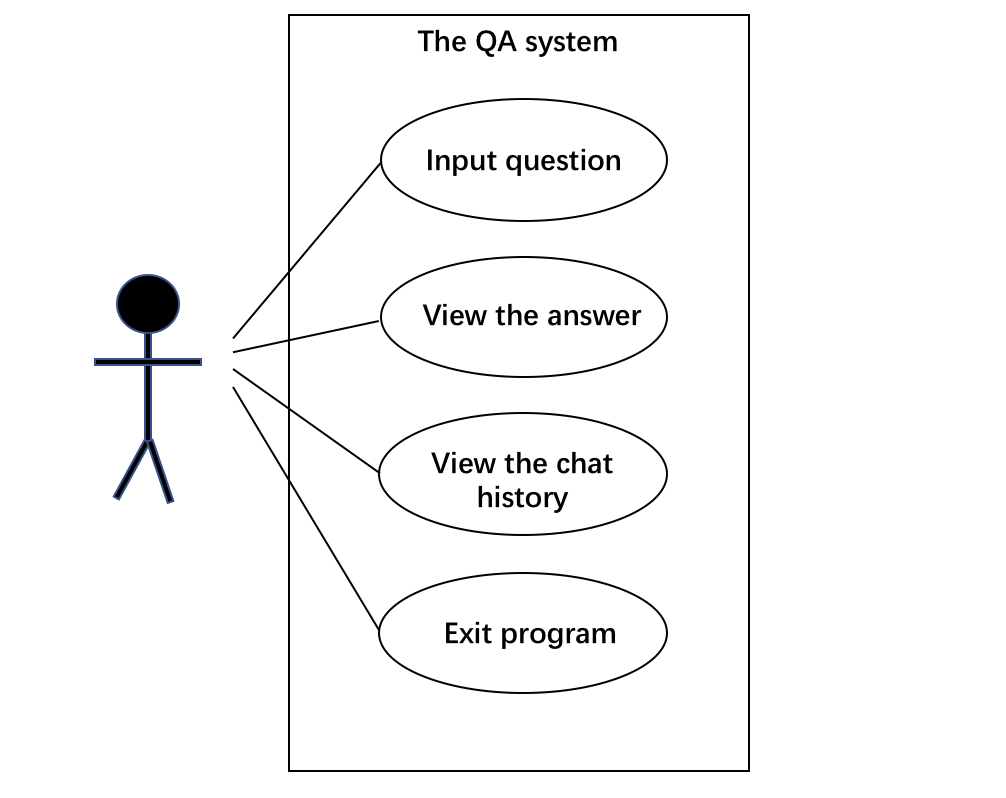 The QA system
Input question
View the answer
View the chat
history
Exit program